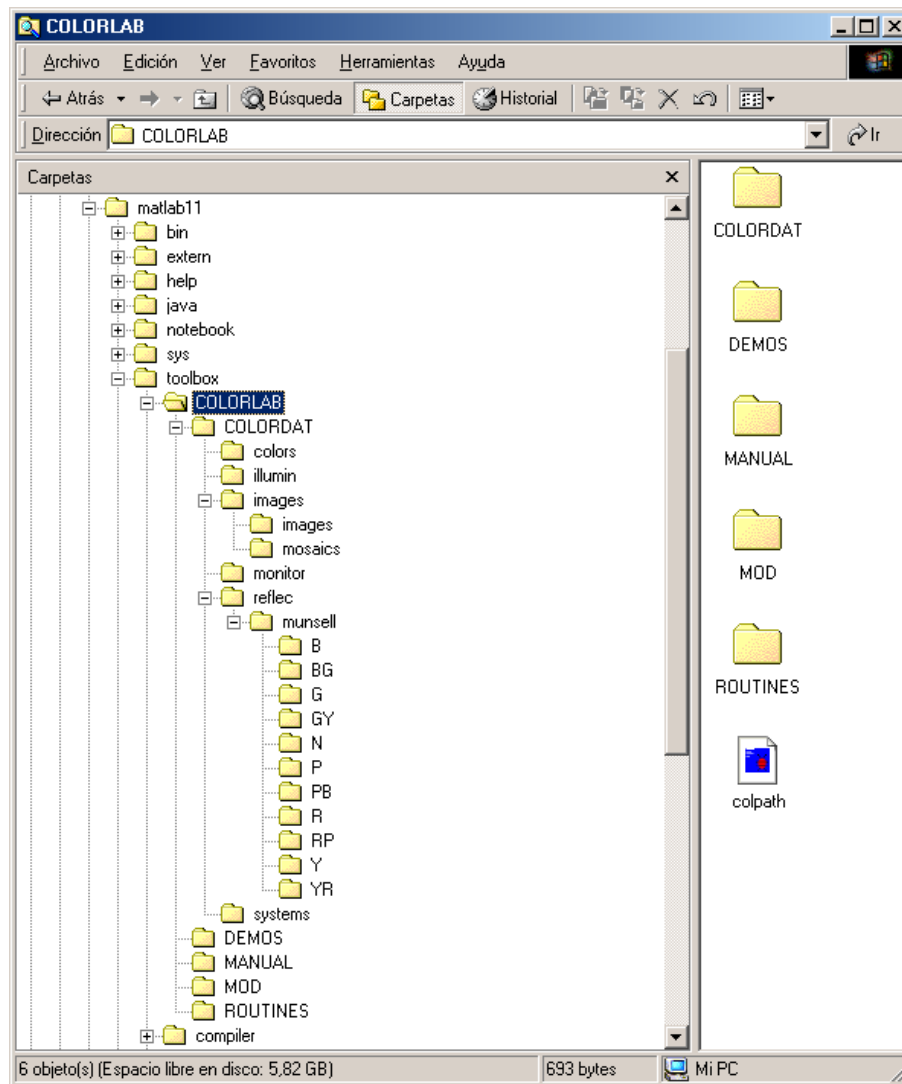 COLORLAB
Archivo Edición Ver Favoritos Herramientas Ayuda
Atrás Búsqueda Carpetas Historial
Dirección COLORLAB Ir
Carpetas
matlab11
bin
extern
help
java
notebook
sys
toolbox
COLORLAB
COLORDAT
colors
illumin
images
images
mosaics
monitor
reflec
munsell
B
BG
G
GY
N
P
PB
R
RP
Y
YR
systems
DEMOS
MANUAL
MOD
ROUTINES
compiler
COLORDAT
DEMOS
MANUAL
MOD
ROUTINES
colpath
6 objeto(s) (Espacio libre en disco: 5,82 GB) 693 bytes Mi PC